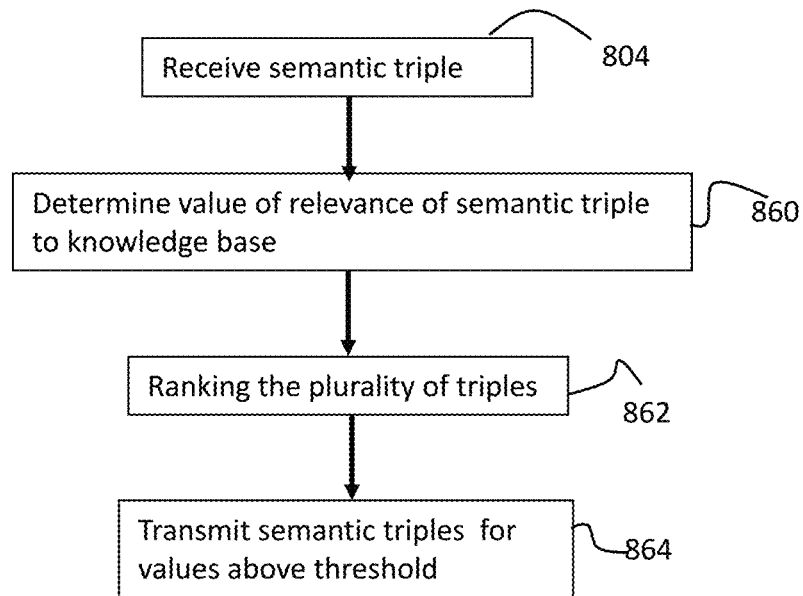 Receive semantic triple
804
Determine value of relevance of semantic triple
to knowledge base
860
Ranking the plurality of triples
862
Transmit semantic triples for
values above threshold
864